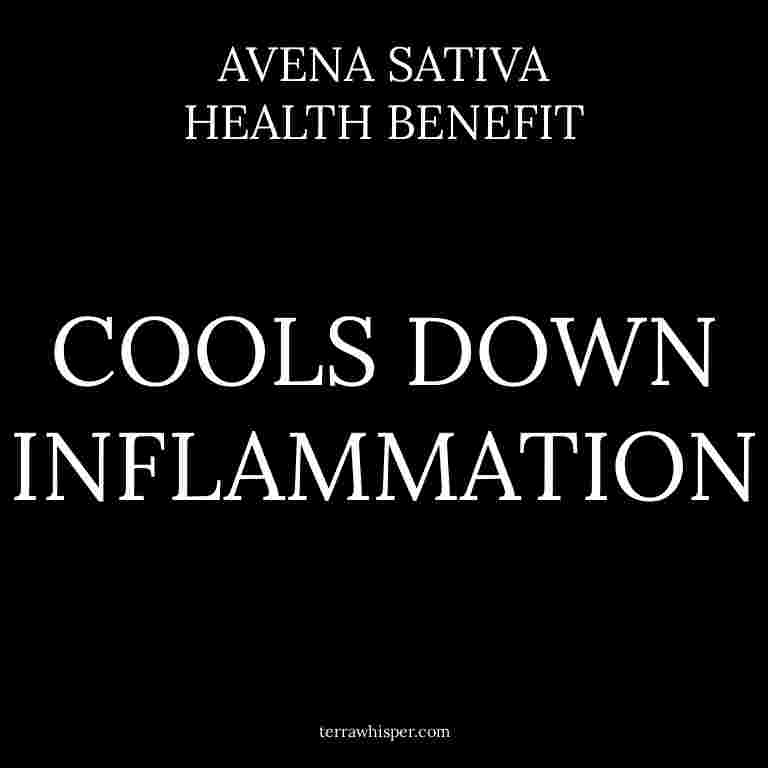 AVENA SATIVA
HEALTH BENEFIT
COOLS DOWN
INFLAMMATION
terrawhisper.com